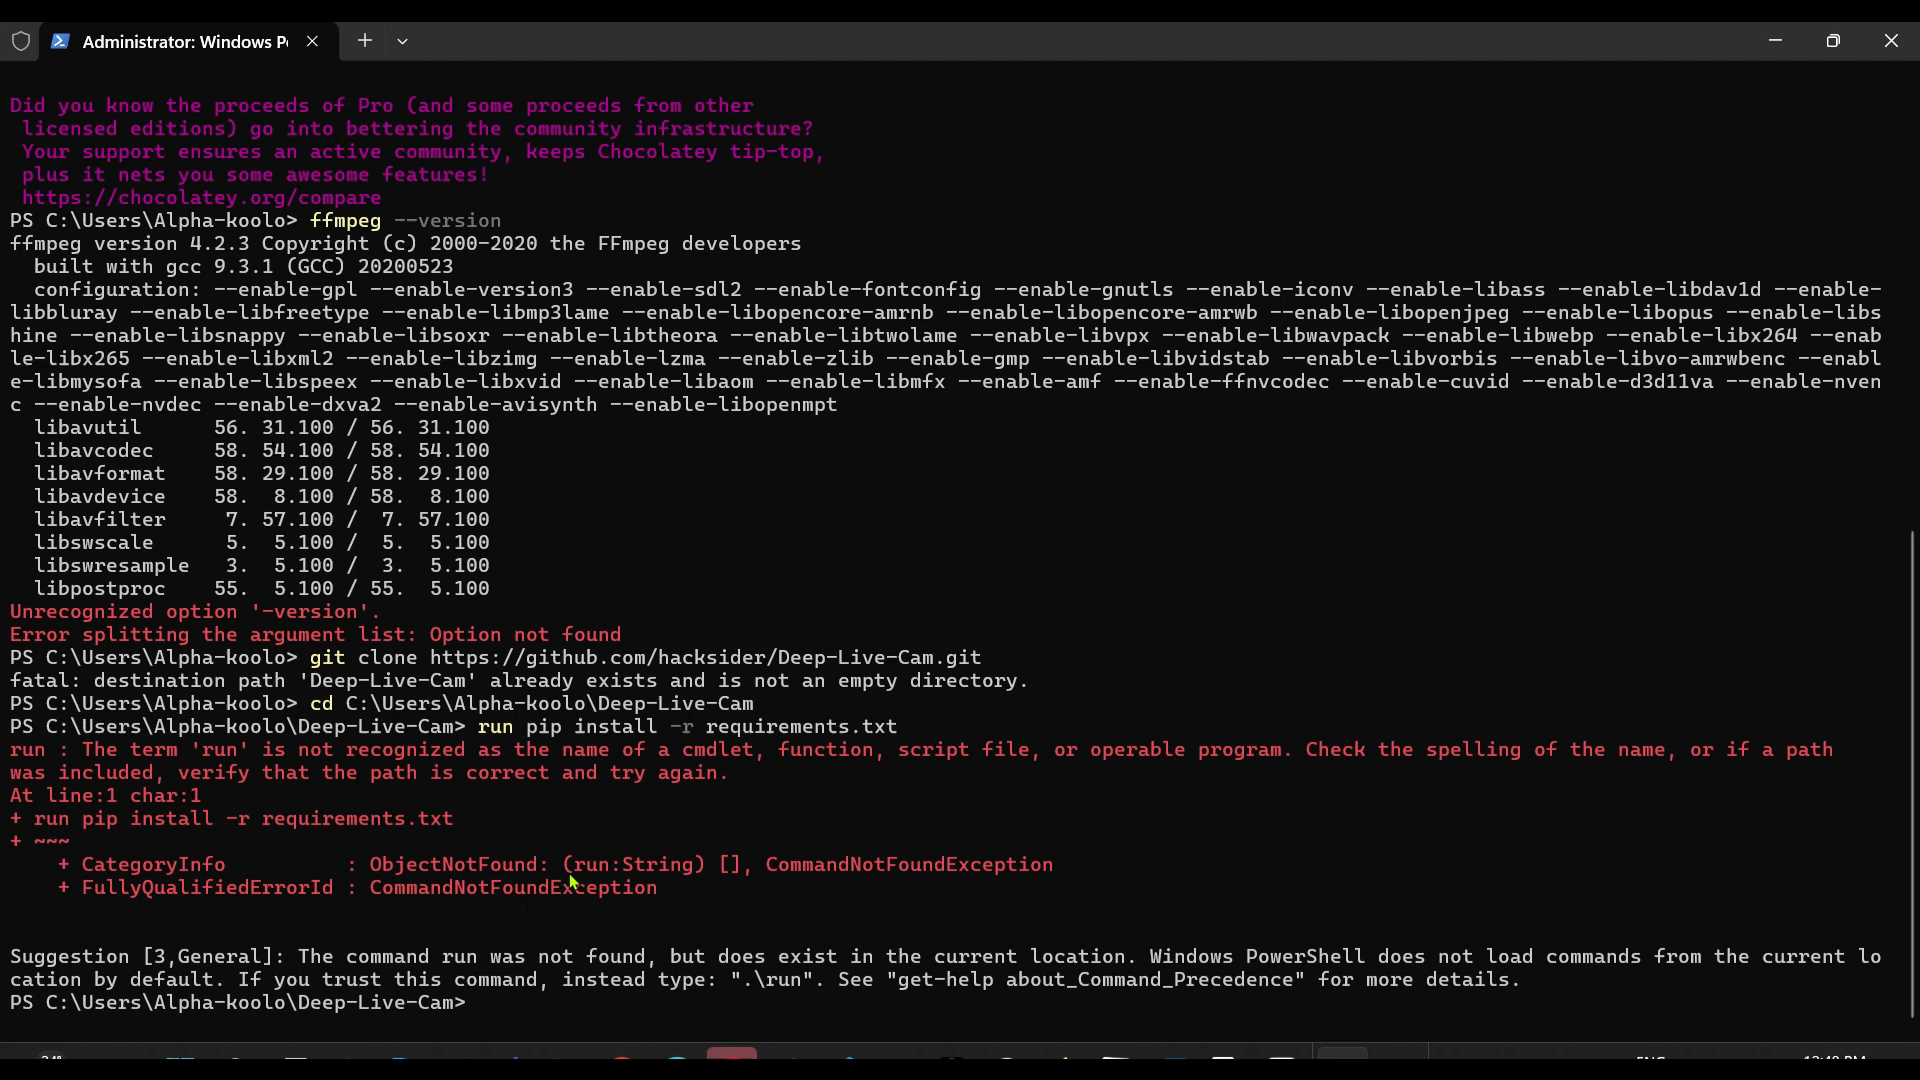 Administrator: Windows P
Did you know the proceeds of Pro (and some proceeds from other
licensed editions) go into bettering the community infrastructure?
Your support ensures an active community, keeps Chocolatey tip-top,
plus it nets you some awesome features!
https://chocolatey.org/compare
PS C:\Users\Alpha-koolo> ffmpeg --version
ffmpeg version 4.2.3 Copyright (c) 2000-2020 the FFmpeg developers
built with gcc 9.3.1 (GCC) 20200523
configuration: --enable-gpl --enable-version3 --enable-sdl2 --enable-fontconfig --enable-gnutls --enable-iconv --enable-libass --enable-libdav1d --enable-
libbluray --enable-libfreetype --enable-libmp3lame --enable-libopencore-amrnb --enable-libopencore-amrwb --enable-libopenjpeg --enable-libopus --enable-libs
hine --enable-libsnappy --enable-libsoxr --enable-libtheora --enable-libtwolame --enable-libvpx --enable-libwavpack --enable-libwebp --enable-libx264 --enab
le-libx265 --enable-libxml2 --enable-libzimg --enable-lzma --enable-zlib --enable-gmp --enable-libvidstab --enable-libvorbis --enable-libvo-amrwbenc --enabl
e-libmysofa --enable-libspeex --enable-libxvid --enable-libaom --enable-libmfx --enable-amf --enable-ffnvcodec --enable-cuvid --enable-d3d11va --enable-nven
c --enable-nvdec --enable-dxva2 --enable-avisynth --enable-libopenmpt
libavutil 56. 31.100 / 56. 31.100
libavcodec 58. 54.100 / 58. 54.100
libavformat 58. 29.100 / 58. 29.100
libavdevice 58. 8.100 / 58. 8.100
libavfilter 7. 57.100 / 7. 57.100
libswscale 5. 5.100 / 5. 5.100
libswresample 3. 5.100 / 3. 5.100
libpostproc 55. 5.100 / 55. 5.100
Unrecognized option '-version'.
Error splitting the argument list: Option not found
PS C:\Users\Alpha-koolo> git clone https://github.com/hacksider/Deep-Live-Cam.git
fatal: destination path 'Deep-Live-Cam' already exists and is not an empty directory.
PS C:\Users\Alpha-koolo> cd C:\Users\Alpha-koolo\Deep-Live-Cam
PS C:\Users\Alpha-koolo\Deep-Live-Cam> run pip install -r requirements.txt
run : The term 'run' is not recognized as the name of a cmdlet, function, script file, or operable program. Check the spelling of the name, or if a path
was included, verify that the path is correct and try again.
At line:1 char:1
+ run pip install -r requirements.txt
+ ~~~
+ CategoryInfo : ObjectNotFound: (run:String) [], CommandNotFoundException
+ FullyQualifiedErrorId : CommandNotFoundException
Suggestion [3,General]: The command run was not found, but does exist in the current location. Windows PowerShell does not load commands from the current lo
cation by default. If you trust this command, instead type: ".\run". See "get-help about_Command_Precedence" for more details.
PS C:\Users\Alpha-koolo\Deep-Live-Cam>